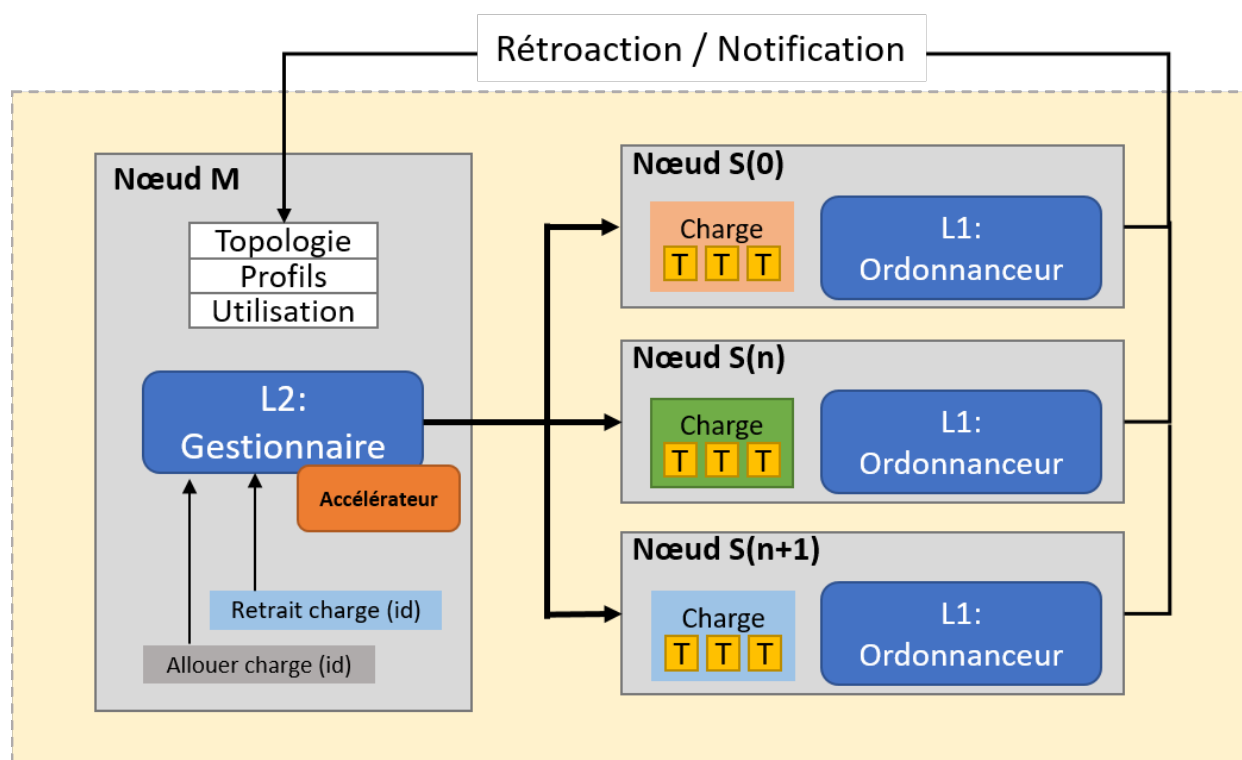 Rétroaction / Notification
Nœud M
Topologie
Profils
Utilisation
L2:
Gestionnaire
Accélérateur
Retrait charge (id)
Allouer charge (id)
Nœud S(0)
Charge
T T T
L1:
Ordonnanceur
Nœud S(n)
Charge
T T T
L1:
Ordonnanceur
Nœud S(n+1)
Charge
T T T
L1:
Ordonnanceur